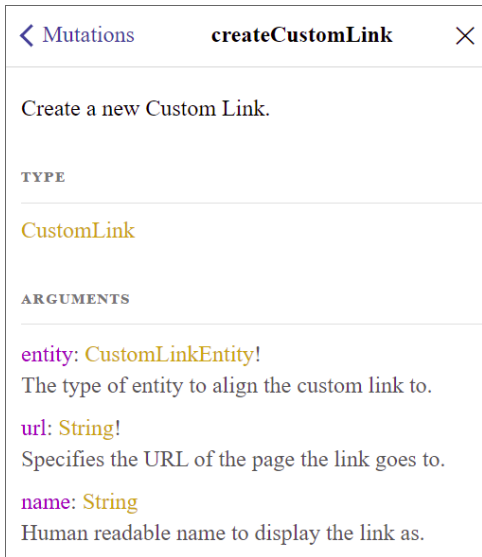 Mutations createCustomLink
Create a new Custom Link.
TYPE
CustomLink
ARGUMENTS
entity: CustomLinkEntity!
The type of entity to align the custom link to.
url: String!
Specifies the URL of the page the link goes to.
name: String
Human readable name to display the link as.